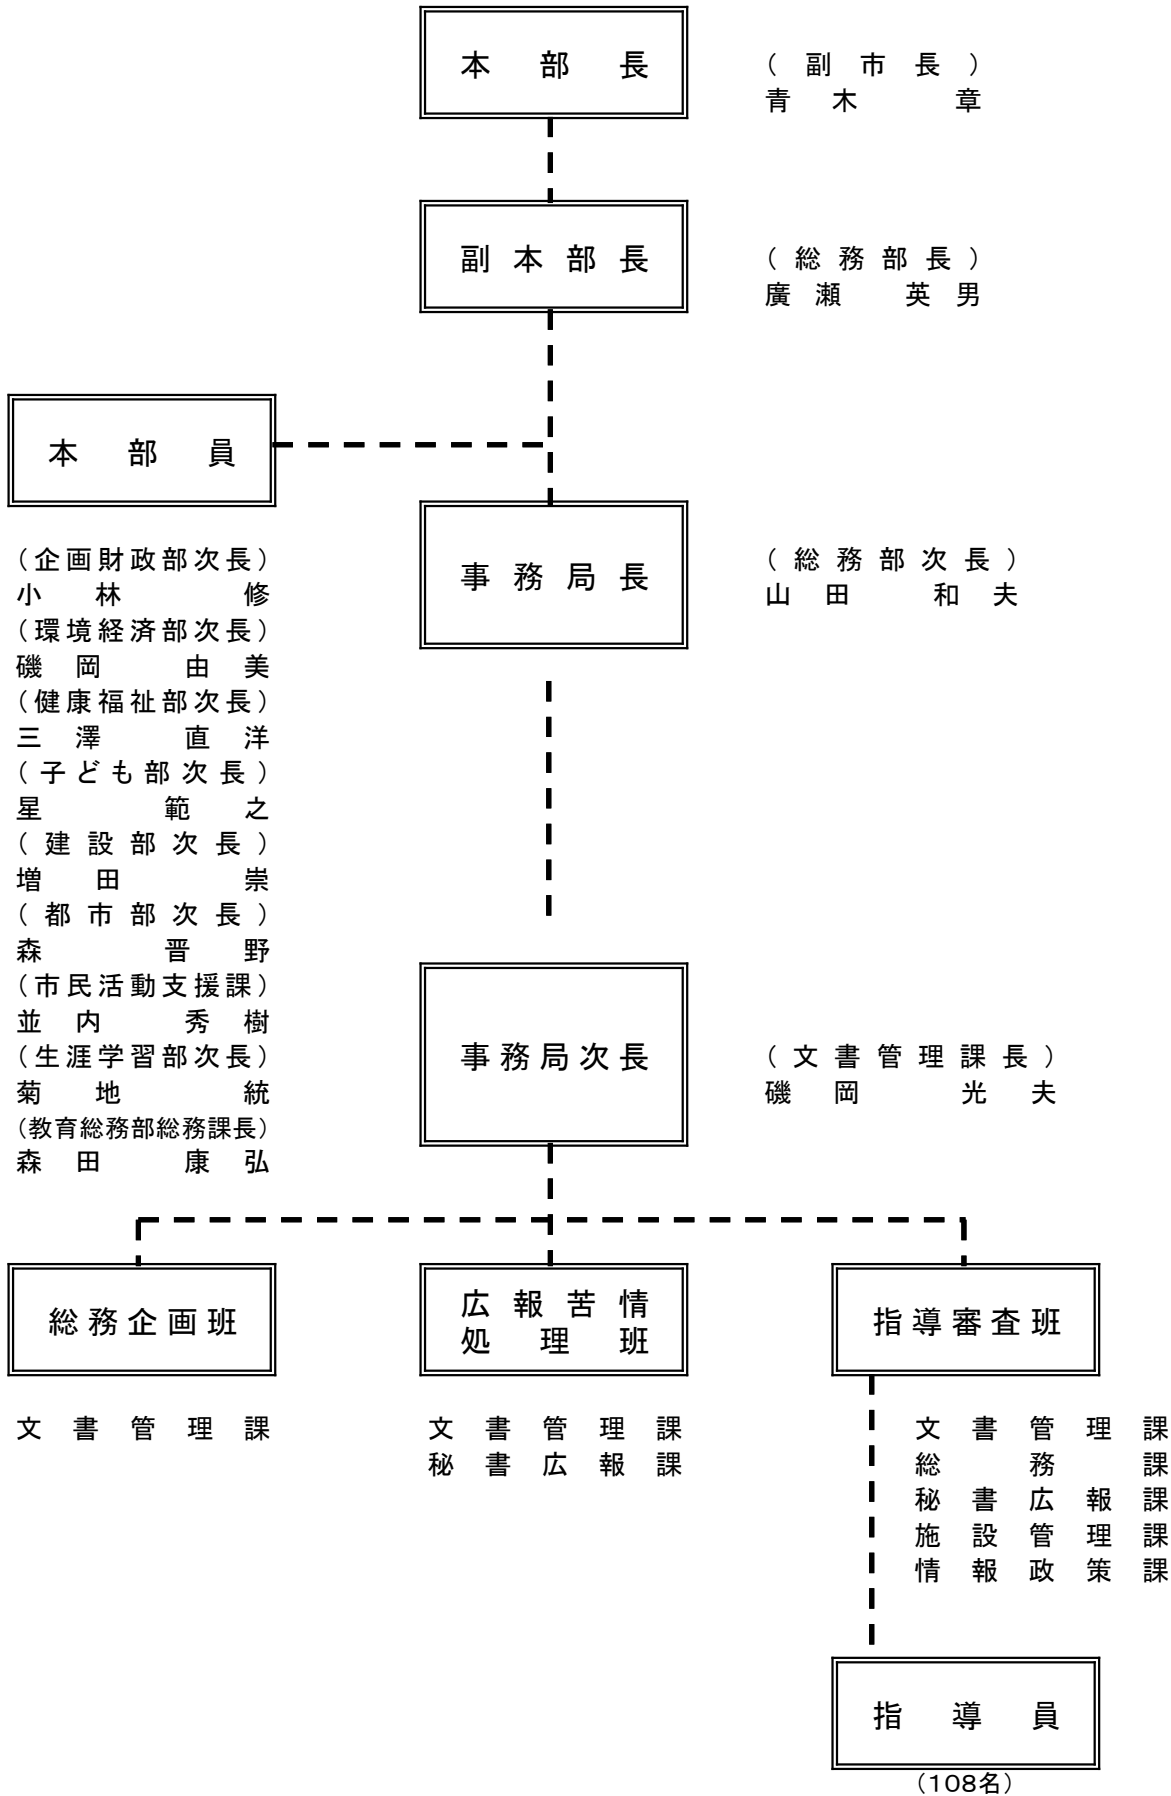 本部長
(副市長)
青木 章
副本部長
(総務部長)
廣瀬 英男
本部員
(企画財政部次長)
小林 修
(環境経済部次長)
磯岡 由美
(健康福祉部次長)
三澤 直洋
(子ども部次長)
星 範之
(建設部次長)
増田 崇
(都市部次長)
森 晋野
(市民活動支援課)
並内 秀樹
(生涯学習部次長)
菊地 統
(教育総務部総務課長)
森田 康弘
事務局長
(総務部次長)
山田 和夫
事務局次長
(文書管理課長)
磯岡 光夫
総務企画班
文書管理課
広報苦情
処理班
文書管理課
秘書広報課
指導審査班
文書管理課
総務課
秘書広報課
施設管理課
情報政策課
指導員
(108名)